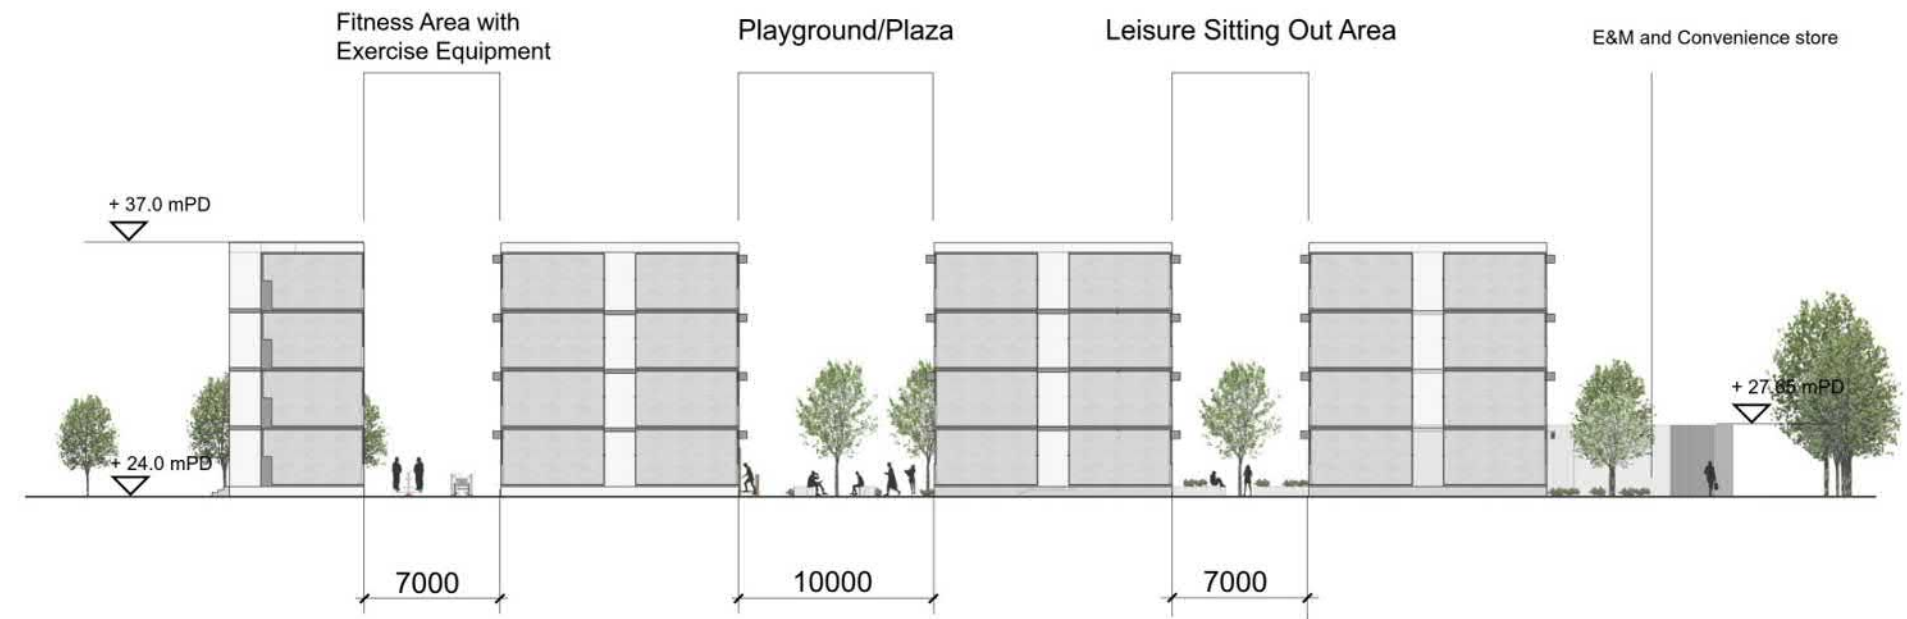 Fitness Area with
Exercise Equipment
Playground/Plaza
Leisure Sitting Out Area
E&M and Convenience store
+ 37.0 mPD
+ 27.65 mPD
+ 24.0 mPD
7000
10000
7000